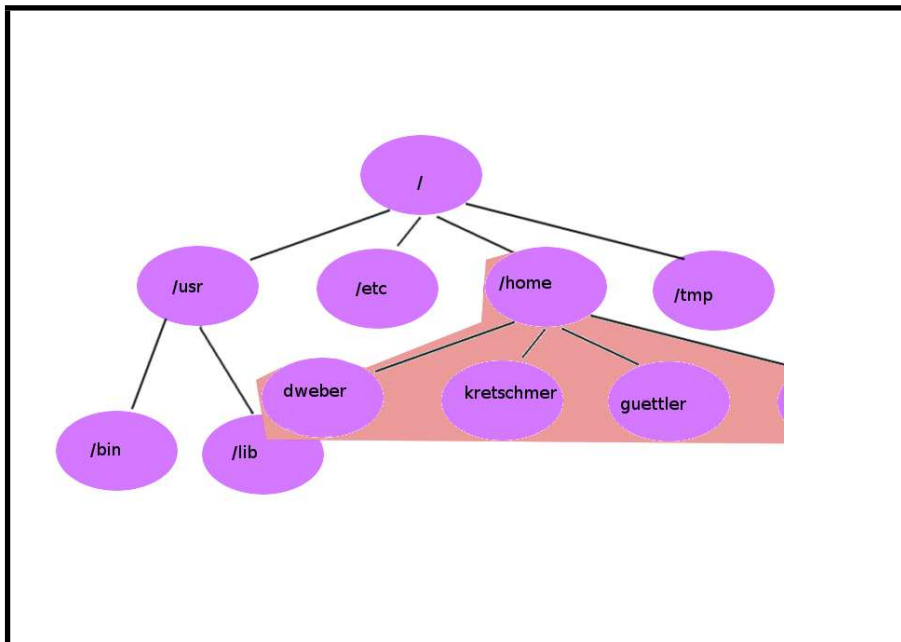 /
/usr
/etc
/home
/tmp
dweber
kretschmer
guettler
/bin
/lib